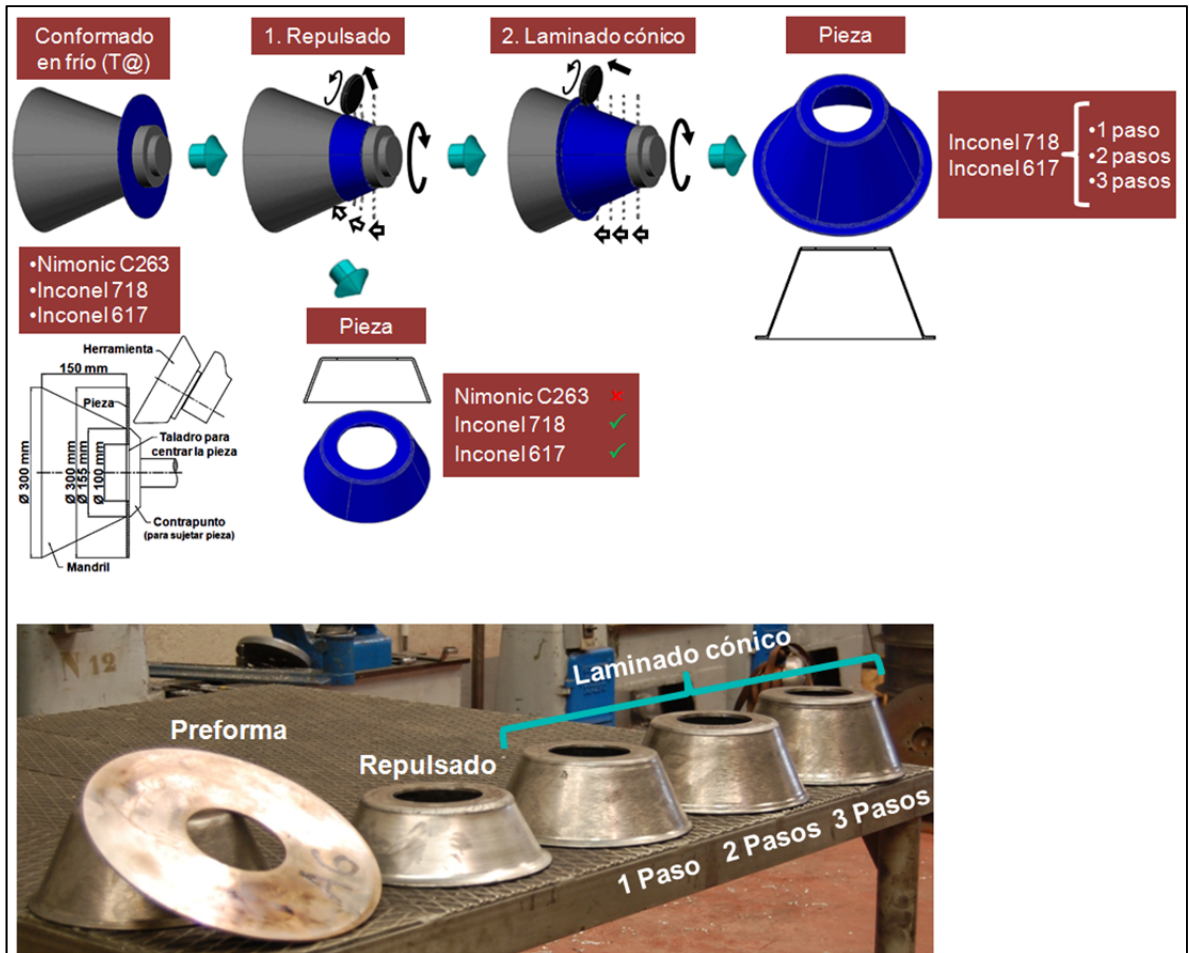 Conformado
en frío (T@)
1. Repulsado
2. Laminado cónico
Pieza
Inconel 718
Inconel 617
•1 paso
•2 pasos
•3 pasos
•Nimonic C263
•Inconel 718
•Inconel 617
Pieza
Nimonic C263 ✘
Inconel 718 ✓
Inconel 617 ✓
Herramienta
150 mm
Pieza
Taladro para
centrar la pieza
Ø 300 mm
Ø 300 mm
Ø 155 mm
Ø 100 mm
Contrapunto
(para sujetar pieza)
Mandril
N 12
Laminado cónico
Preforma
Repulsado
A6
1 Paso
2 Pasos
3 Pasos